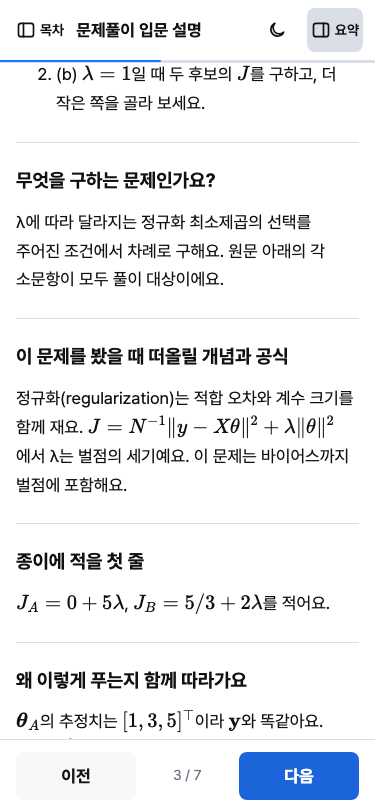 목차 문제풀이 입문 설명 요약
2. (b) λ = 1일 때 두 후보의 J를 구하고, 더
작은 쪽을 골라 보세요.
무엇을 구하는 문제인가요?
λ에 따라 달라지는 정규화 최소제곱의 선택를
주어진 조건에서 차례로 구해요. 원문 아래의 각
소문항이 모두 풀이 대상이에요.
이 문제를 봤을 때 떠올릴 개념과 공식
정규화(regularization)는 적합 오차와 계수 크기를
함께 재요. J = N⁻¹‖y − Xθ‖² + λ‖θ‖²
에서 λ는 벌점의 세기예요. 이 문제는 바이어스까지
벌점에 포함해요.
종이에 적을 첫 줄
J_A = 0 + 5λ, J_B = 5/3 + 2λ를 적어요.
왜 이렇게 푸는지 함께 따라가요
θ_A의 추정치는 [1, 3, 5]^⊤이라 y와 똑같아요.
이전 3 / 7 다음